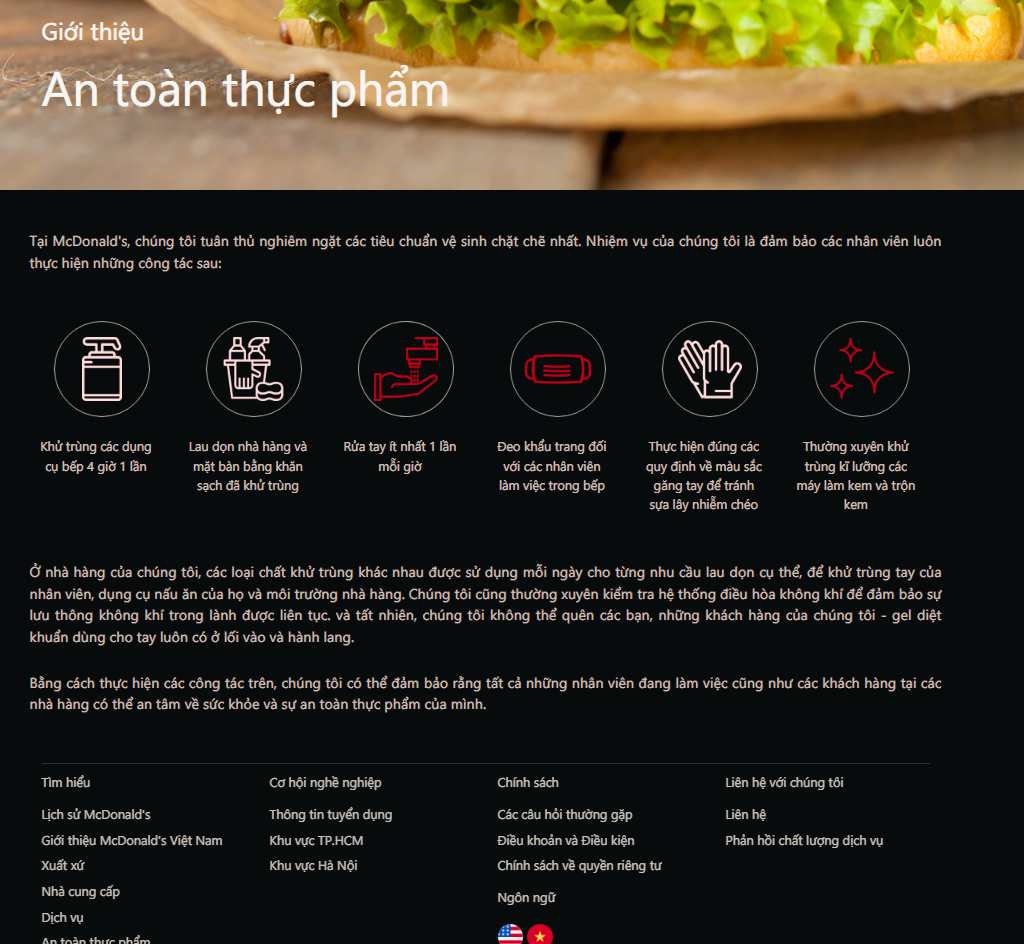 Giới thiệu
An toàn thực phẩm
Tại McDonald's, chúng tôi tuân thủ nghiêm ngặt các tiêu chuẩn vệ sinh chặt chẽ nhất. Nhiệm vụ của chúng tôi là đảm bảo các nhân viên luôn
thực hiện những công tác sau:
Khử trùng các dụng
cụ bếp 4 giờ 1 lần
Lau dọn nhà hàng và
mặt bàn bằng khăn
sạch đã khử trùng
Rửa tay ít nhất 1 lần
mỗi giờ
Đeo khẩu trang đối
với các nhân viên
làm việc trong bếp
Thực hiện đúng các
quy định về màu sắc
găng tay để tránh
sựa lây nhiễm chéo
Thường xuyên khử
trùng kĩ lưỡng các
máy làm kem và trộn
kem
Ở nhà hàng của chúng tôi, các loại chất khử trùng khác nhau được sử dụng mỗi ngày cho từng nhu cầu lau dọn cụ thể, để khử trùng tay của
nhân viên, dụng cụ nấu ăn của họ và môi trường nhà hàng. Chúng tôi cũng thường xuyên kiểm tra hệ thống điều hòa không khí để đảm bảo sự
lưu thông không khí trong lành được liên tục. và tất nhiên, chúng tôi không thể quên các bạn, những khách hàng của chúng tôi - gel diệt
khuẩn dùng cho tay luôn có ở lối vào và hành lang.
Bằng cách thực hiện các công tác trên, chúng tôi có thể đảm bảo rằng tất cả những nhân viên đang làm việc cũng như các khách hàng tại các
nhà hàng có thể an tâm về sức khỏe và sự an toàn thực phẩm của mình.
Tìm hiểu
Lịch sử McDonald's
Giới thiệu McDonald's Việt Nam
Xuất xứ
Nhà cung cấp
Dịch vụ
An toàn thực phẩm
Cơ hội nghề nghiệp
Thông tin tuyển dụng
Khu vực TP.HCM
Khu vực Hà Nội
Chính sách
Các câu hỏi thường gặp
Điều khoản và Điều kiện
Chính sách về quyền riêng tư
Ngôn ngữ
Liên hệ với chúng tôi
Liên hệ
Phản hồi chất lượng dịch vụ